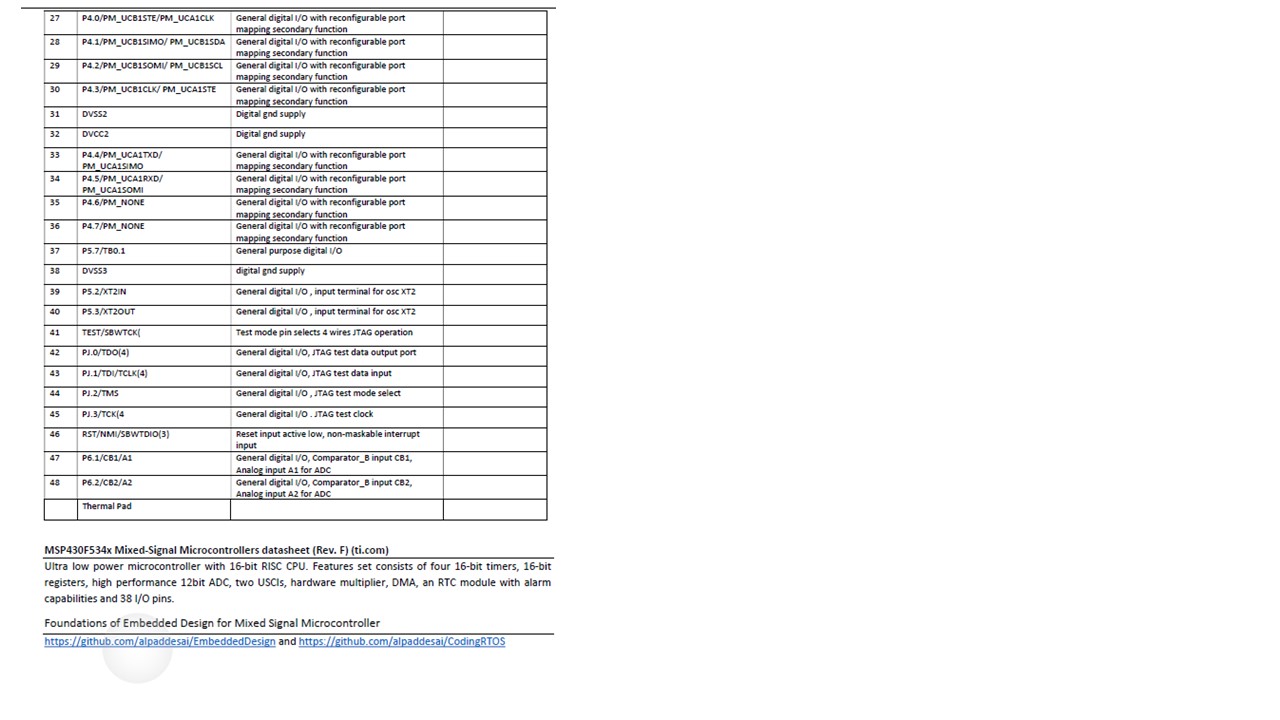 27 P4.0/PM_UCB1STE/PM_UCA1CLK General digital I/O with reconfigurable port
mapping secondary function
28 P4.1/PM_UCB1SIMO/ PM_UCB1SDA General digital I/O with reconfigurable port
mapping secondary function
29 P4.2/PM_UCB1SOMI/ PM_UCB1SCL General digital I/O with reconfigurable port
mapping secondary function
30 P4.3/PM_UCB1CLK/ PM_UCA1STE General digital I/O with reconfigurable port
mapping secondary function
31 DVSS2 Digital gnd supply
32 DVCC2 Digital gnd supply
33 P4.4/PM_UCA1TXD/ General digital I/O with reconfigurable port
PM_UCA1SIMO mapping secondary function
34 P4.5/PM_UCA1RXD/ General digital I/O with reconfigurable port
PM_UCA1SOMI mapping secondary function
35 P4.6/PM_NONE General digital I/O with reconfigurable port
mapping secondary function
36 P4.7/PM_NONE General digital I/O with reconfigurable port
mapping secondary function
37 P5.7/TB0.1 General purpose digital I/O
38 DVSS3 digital gnd supply
39 P5.2/XT2IN General digital I/O , input terminal for osc XT2
40 P5.3/XT2OUT General digital I/O , input terminal for osc XT2
41 TEST/SBWTCK( Test mode pin selects 4 wires JTAG operation
42 PJ.0/TDO(4) General digital I/O, JTAG test data output port
43 PJ.1/TDI/TCLK(4) General digital I/O, JTAG test data input
44 PJ.2/TMS General digital I/O , JTAG test mode select
45 PJ.3/TCK(4 General digital I/O . JTAG test clock
46 RST/NMI/SBWTDIO(3) Reset input active low, non-maskable interrupt
input
47 P6.1/CB1/A1 General digital I/O, Comparator_B input CB1,
Analog input A1 for ADC
48 P6.2/CB2/A2 General digital I/O, Comparator_B input CB2,
Analog input A2 for ADC
Thermal Pad
MSP430F534x Mixed-Signal Microcontrollers datasheet (Rev. F) (ti.com)
Ultra low power microcontroller with 16-bit RISC CPU. Features set consists of four 16-bit timers, 16-bit
registers, high performance 12bit ADC, two USCIs, hardware multiplier, DMA, an RTC module with alarm
capabilities and 38 I/O pins.
Foundations of Embedded Design for Mixed Signal Microcontroller
https://github.com/alpaddesai/EmbeddedDesign and https://github.com/alpaddesai/CodingRTOS